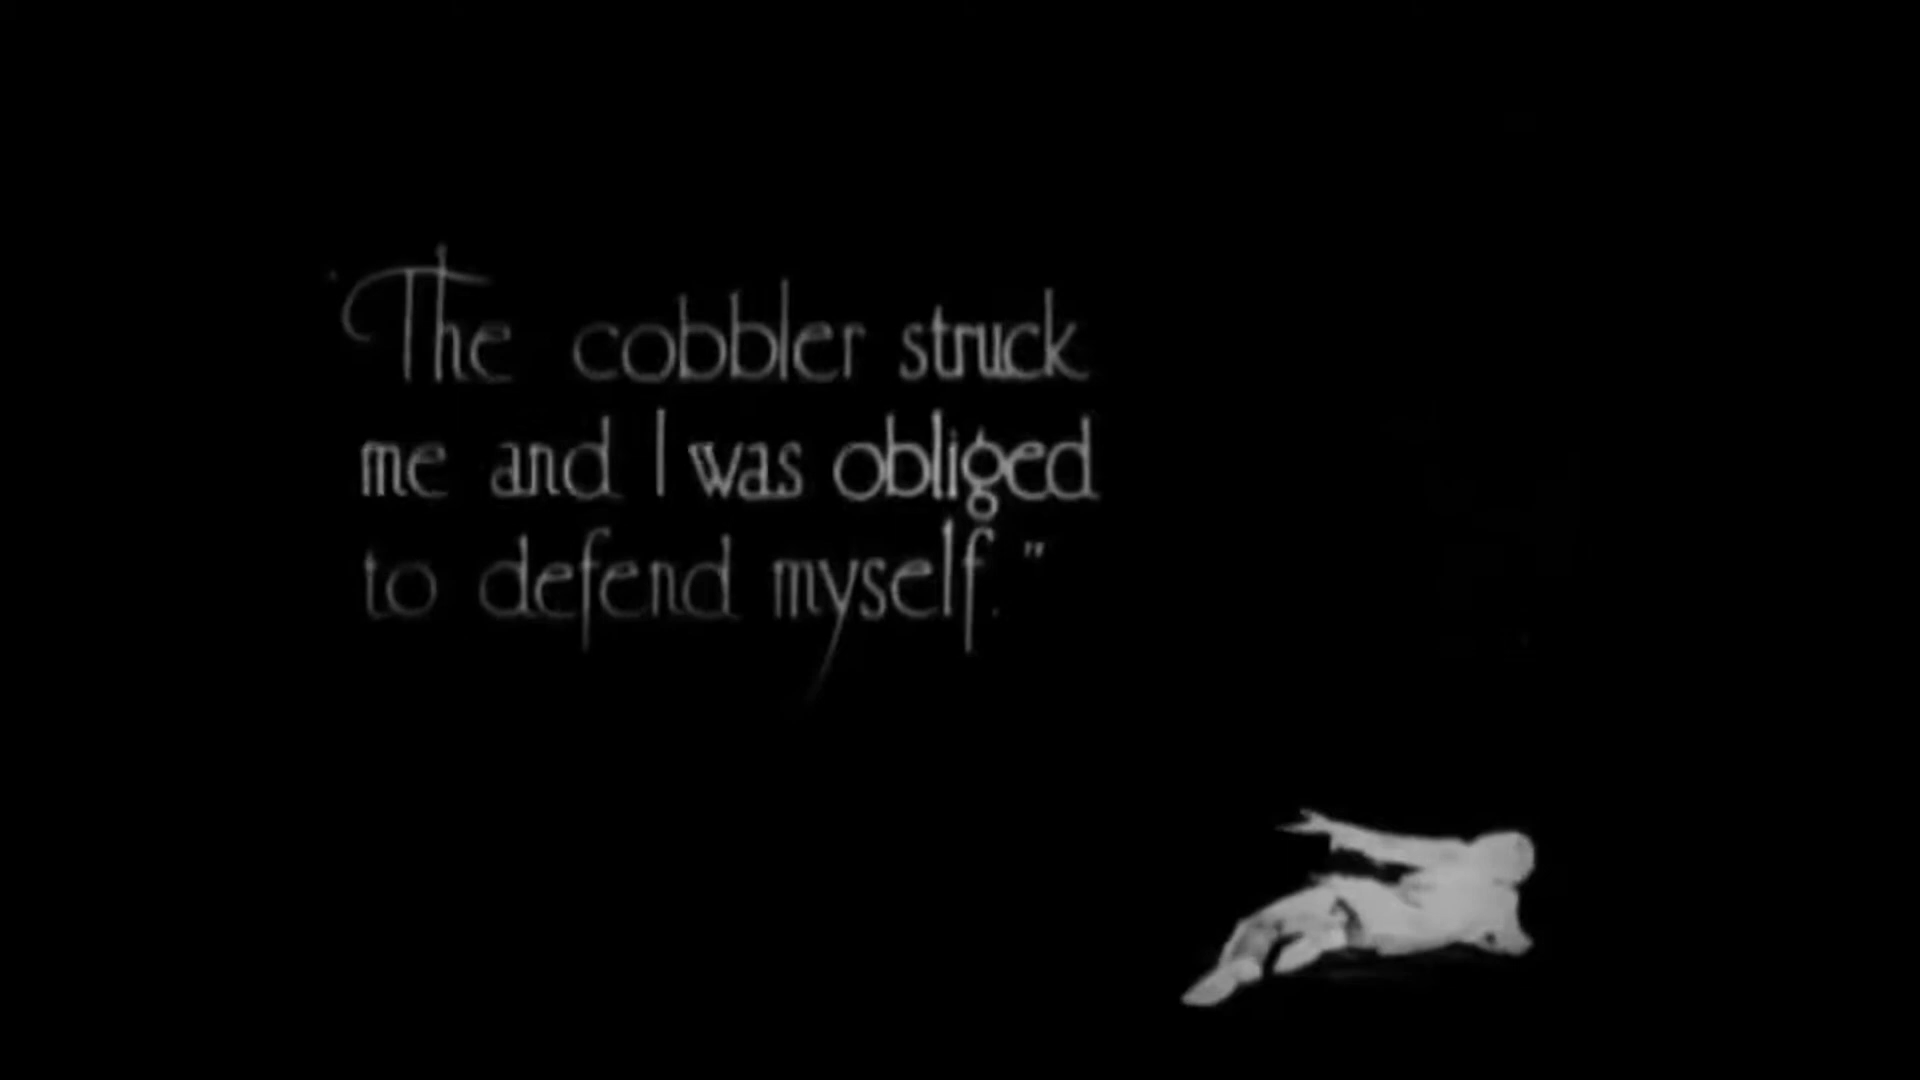 "The cobbler struck
me and I was obliged
to defend myself."